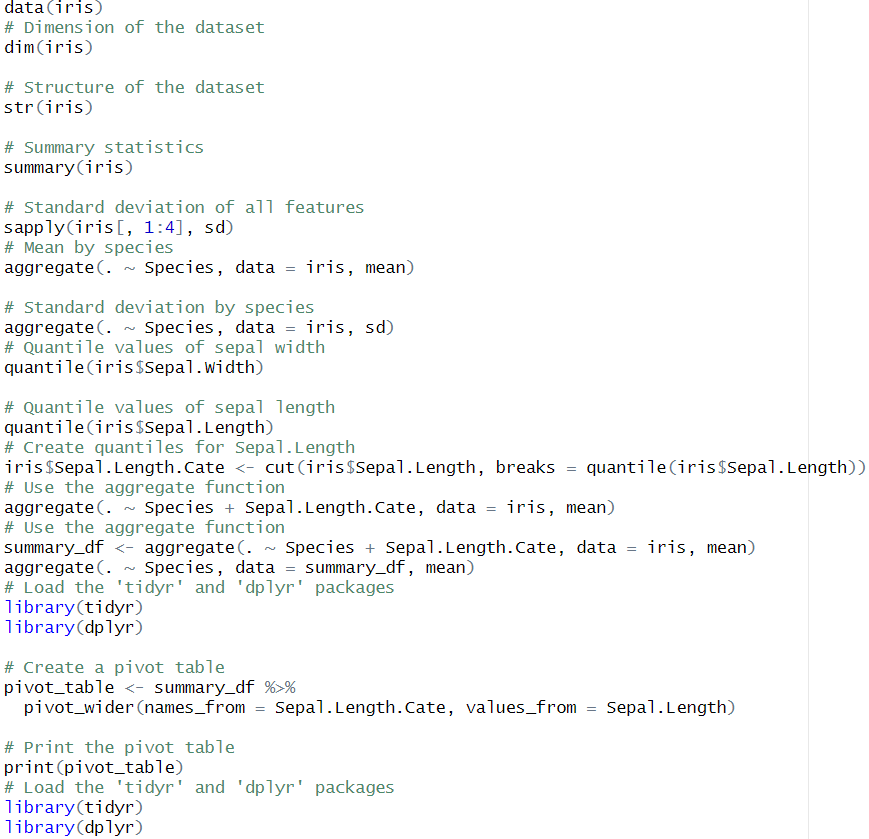 data(iris)
# Dimension of the dataset
dim(iris)
# Structure of the dataset
str(iris)
# Summary statistics
summary(iris)
# Standard deviation of all features
sapply(iris[, 1:4], sd)
# Mean by species
aggregate(. ~ Species, data = iris, mean)
# Standard deviation by species
aggregate(. ~ Species, data = iris, sd)
# Quantile values of sepal width
quantile(iris$Sepal.Width)
# Quantile values of sepal length
quantile(iris$Sepal.Length)
# Create quantiles for Sepal.Length
iris$Sepal.Length.Cate <- cut(iris$Sepal.Length, breaks = quantile(iris$Sepal.Length))
# Use the aggregate function
aggregate(. ~ Species + Sepal.Length.Cate, data = iris, mean)
# Use the aggregate function
summary_df <- aggregate(. ~ Species + Sepal.Length.Cate, data = iris, mean)
aggregate(. ~ Species, data = summary_df, mean)
# Load the 'tidyr' and 'dplyr' packages
library(tidyr)
library(dplyr)
# Create a pivot table
pivot_table <- summary_df %>%
  pivot_wider(names_from = Sepal.Length.Cate, values_from = Sepal.Length)
# Print the pivot table
print(pivot_table)
# Load the 'tidyr' and 'dplyr' packages
library(tidyr)
library(dplyr)